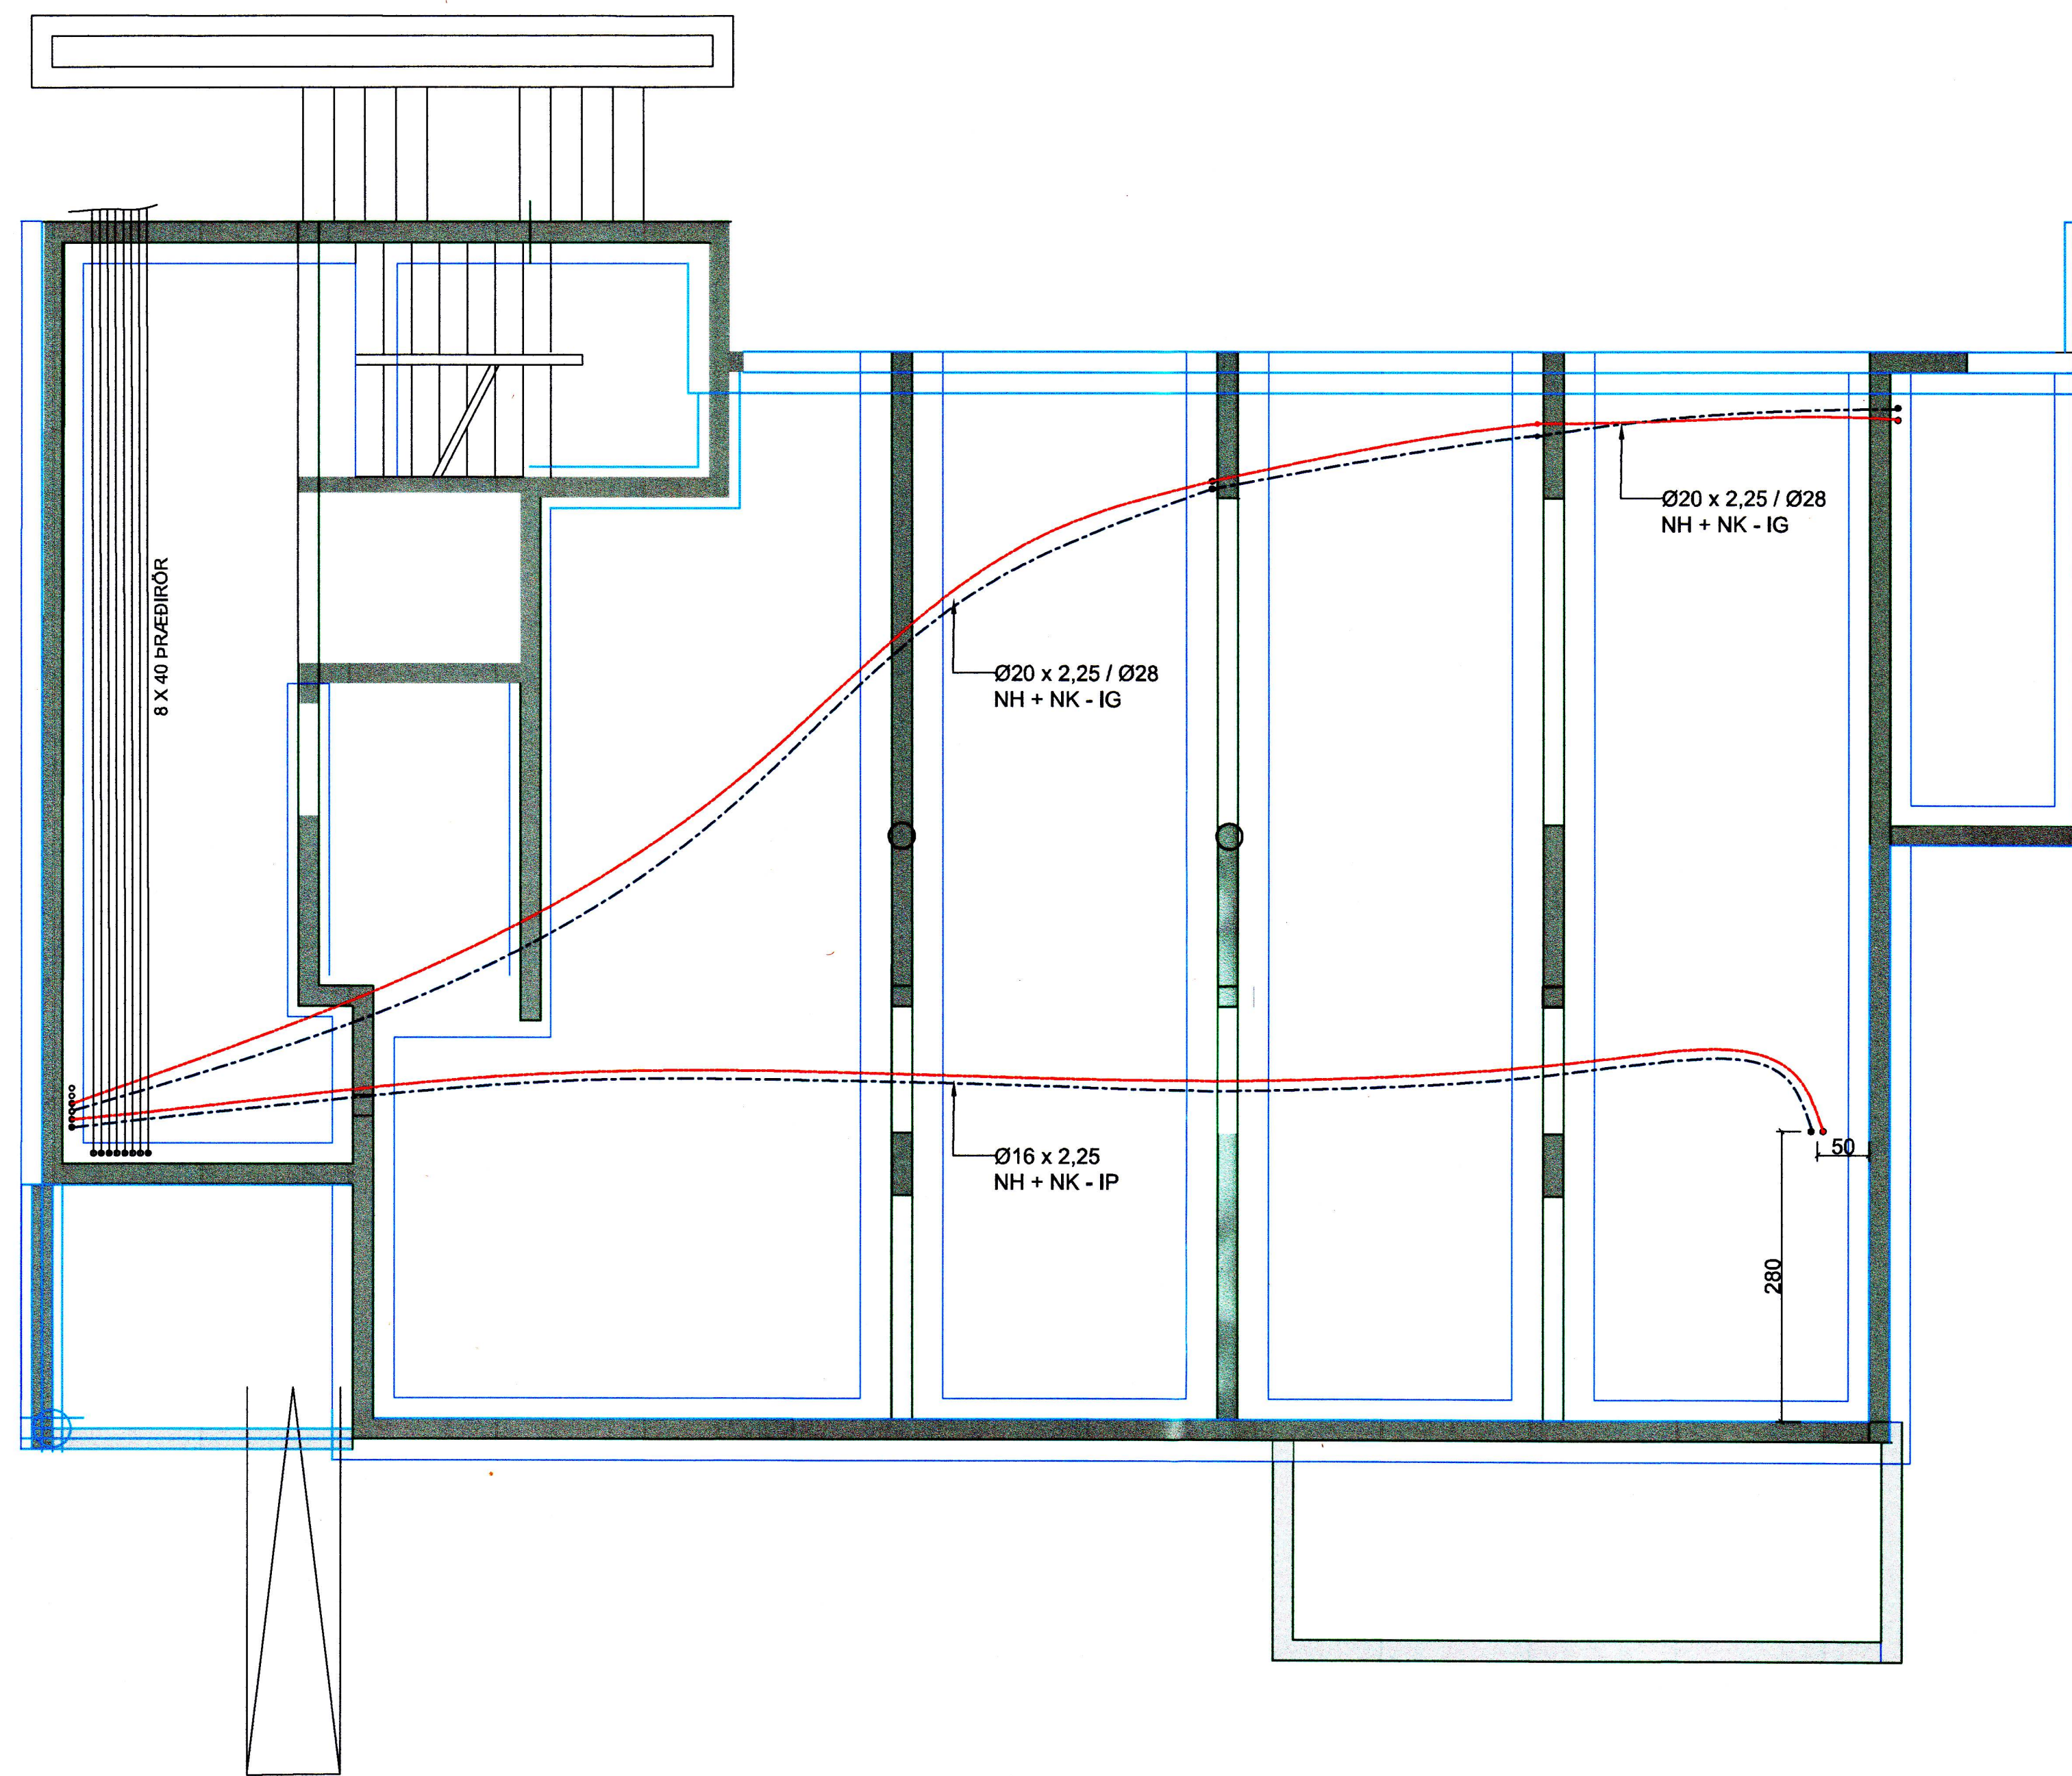 Ø20 x 2,25 / Ø28
NH + NK - IG
8 X 40 ÞRÆÐIRÖR
Ø20 x 2,25 / Ø28
NH + NK - IG
Ø16 x 2,25
NH + NK - IP
50
280